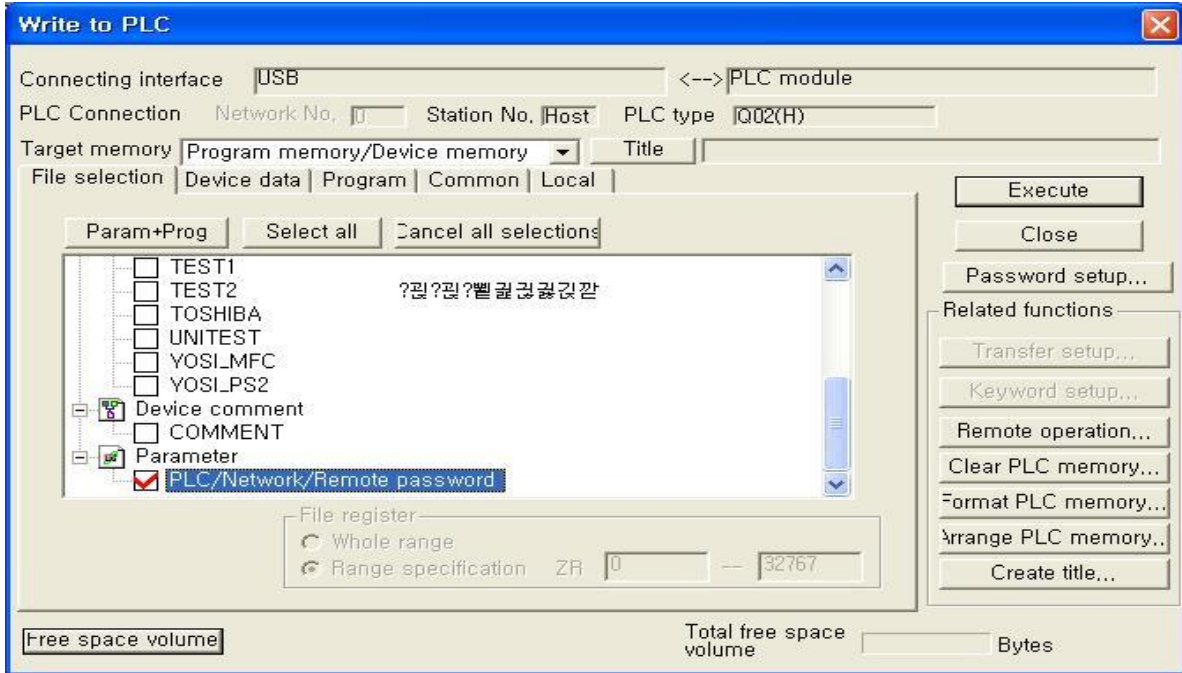 Write to PLC
Connecting interface USB <--> PLC module
PLC Connection Network No. 0 Station No. Host PLC type Q02(H)
Target memory Program memory/Device memory Title
File selection Device data Program Common Local
Execute
Param+Prog Select all Cancel all selections
Close
TEST1
Password setup...
TEST2
TOSHIBA
Related functions
UNITEST
Transfer setup...
YOSI_MFC
YOSI_PS2
Keyword setup...
Device comment
COMMENT
Remote operation...
Parameter
Clear PLC memory...
PLC/Network/Remote password
Format PLC memory...
File register
Whole range
Arrange PLC memory..
Range specification ZR 0 -- 32767
Create title...
Free space volume
Total free space
volume Bytes